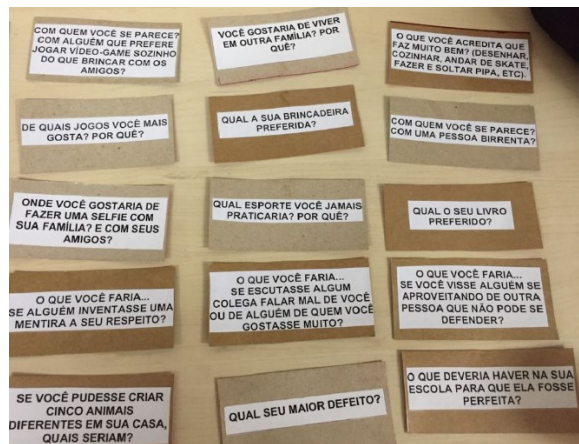 COM QUEM VOCÊ SE PARECE?
COM ALGUÉM QUE PREFERE
JOGAR VÍDEO-GAME SOZINHO
DO QUE BRINCAR COM OS
AMIGOS?
VOCÊ GOSTARIA DE VIVER
EM OUTRA FAMÍLIA? POR
QUÊ?
O QUE VOCÊ ACREDITA QUE
FAZ MUITO BEM? (DESENHAR,
COZINHAR, ANDAR DE SKATE,
FAZER E SOLTAR PIPA, ETC).
DE QUAIS JOGOS VOCÊ MAIS
GOSTA? POR QUÊ?
QUAL A SUA BRINCADEIRA
PREFERIDA?
COM QUEM VOCÊ SE PARECE?
COM UMA PESSOA BIRRENTA?
ONDE VOCÊ GOSTARIA DE
FAZER UMA SELFIE COM
SUA FAMÍLIA? E COM SEUS
AMIGOS?
QUAL ESPORTE VOCÊ JAMAIS
PRATICARIA? POR QUÊ?
QUAL O SEU LIVRO
PREFERIDO?
O QUE VOCÊ FARIA...
SE ALGUÉM INVENTASSE UMA
MENTIRA A SEU RESPEITO?
O QUE VOCÊ FARIA...
SE ESCUTASSE ALGUM
COLEGA FALAR MAL DE VOCÊ
OU DE ALGUÉM DE QUEM VOCÊ
GOSTASSE MUITO?
O QUE VOCÊ FARIA...
SE VOCÊ VISSE ALGUÉM SE
APROVEITANDO DE OUTRA
PESSOA QUE NÃO PODE SE
DEFENDER?
SE VOCÊ PUDESSE CRIAR
CINCO ANIMAIS
DIFERENTES EM SUA CASA,
QUAIS SERIAM?
QUAL SEU MAIOR DEFEITO?
O QUE DEVERIA HAVER NA SUA
ESCOLA PARA QUE ELA FOSSE
PERFEITA?